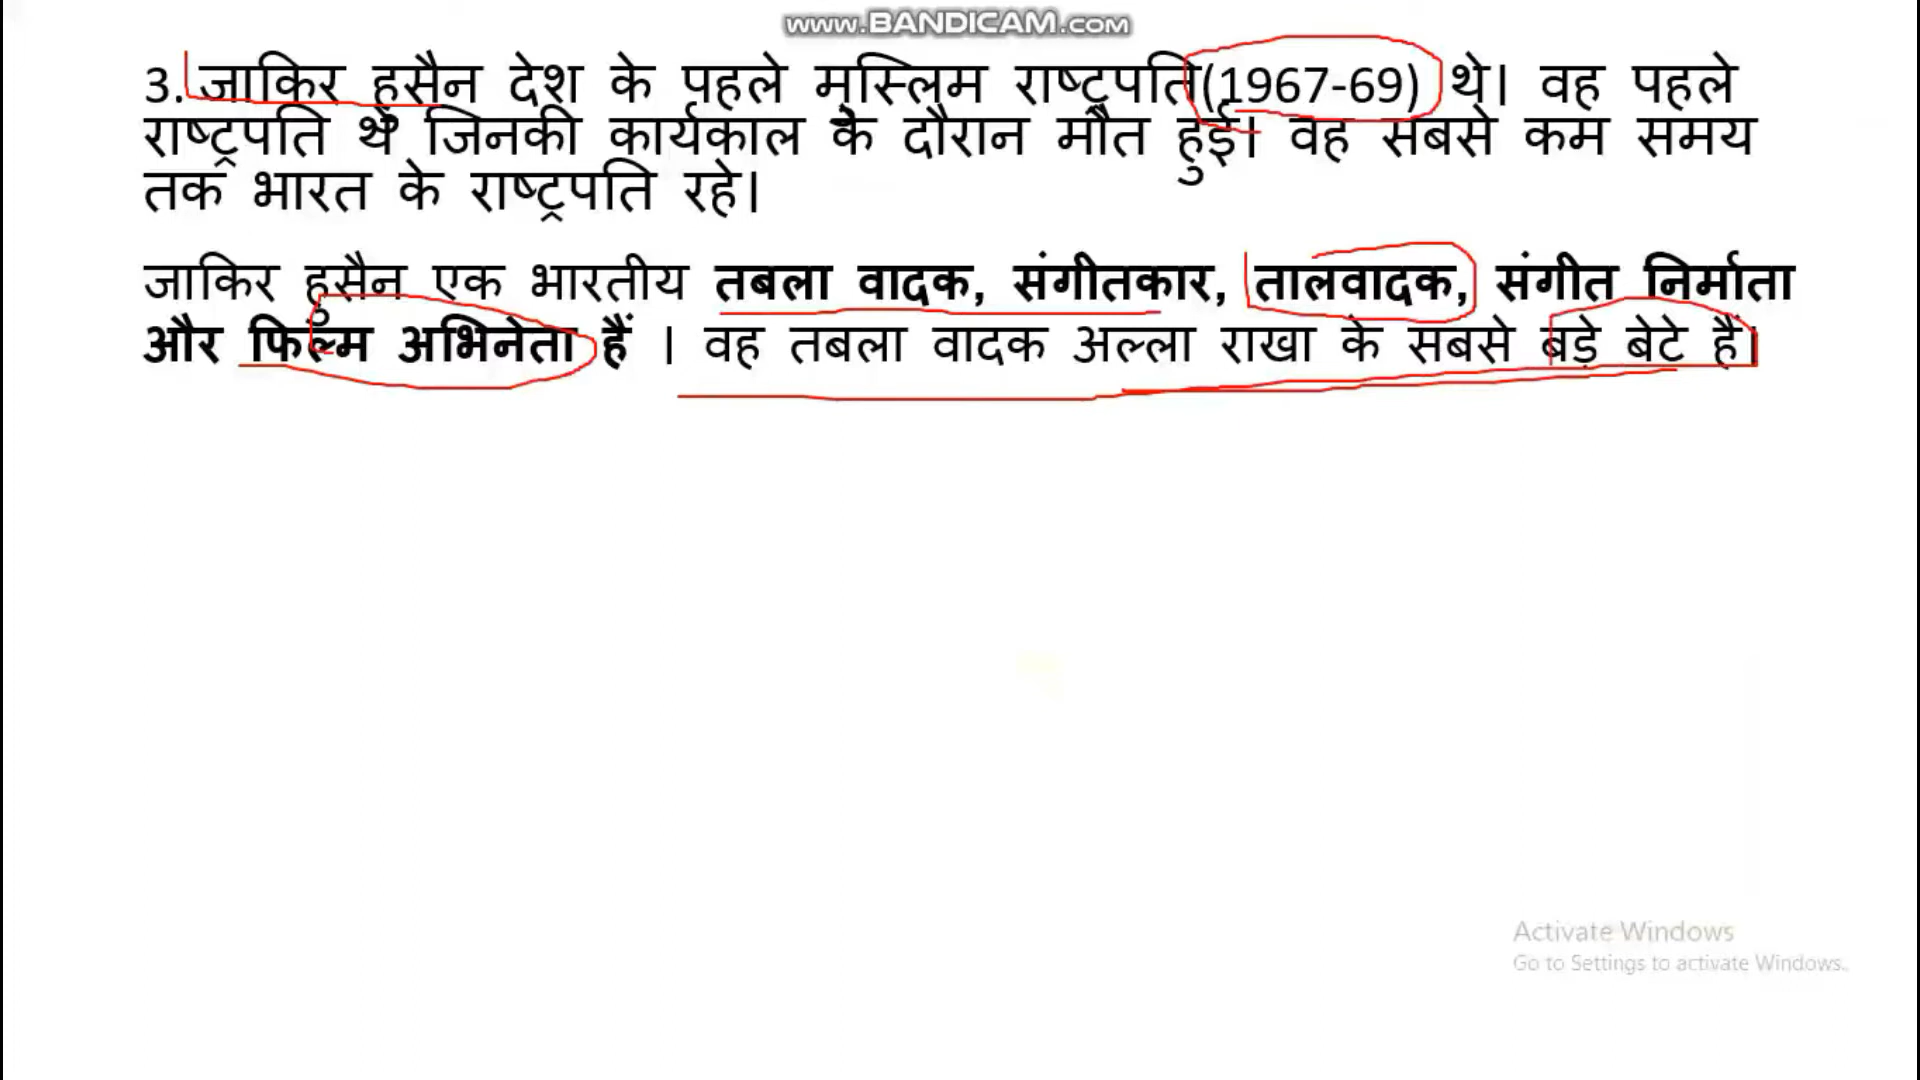 www.BANDICAM.com
3. जाकिर हुसैन देश के पहले मुस्लिम राष्ट्रपति(1967-69) थे। वह पहले
राष्ट्रपति थे जिनकी कार्यकाल के दौरान मौत हुई। वह सबसे कम समय
तक भारत के राष्ट्रपति रहे।
जाकिर हुसैन एक भारतीय तबला वादक, संगीतकार, तालवादक, संगीत निर्माता
और फिल्म अभिनेता हैं । वह तबला वादक अल्ला राखा के सबसे बड़े बेटे हैं।
Activate Windows
Go to Settings to activate Windows.